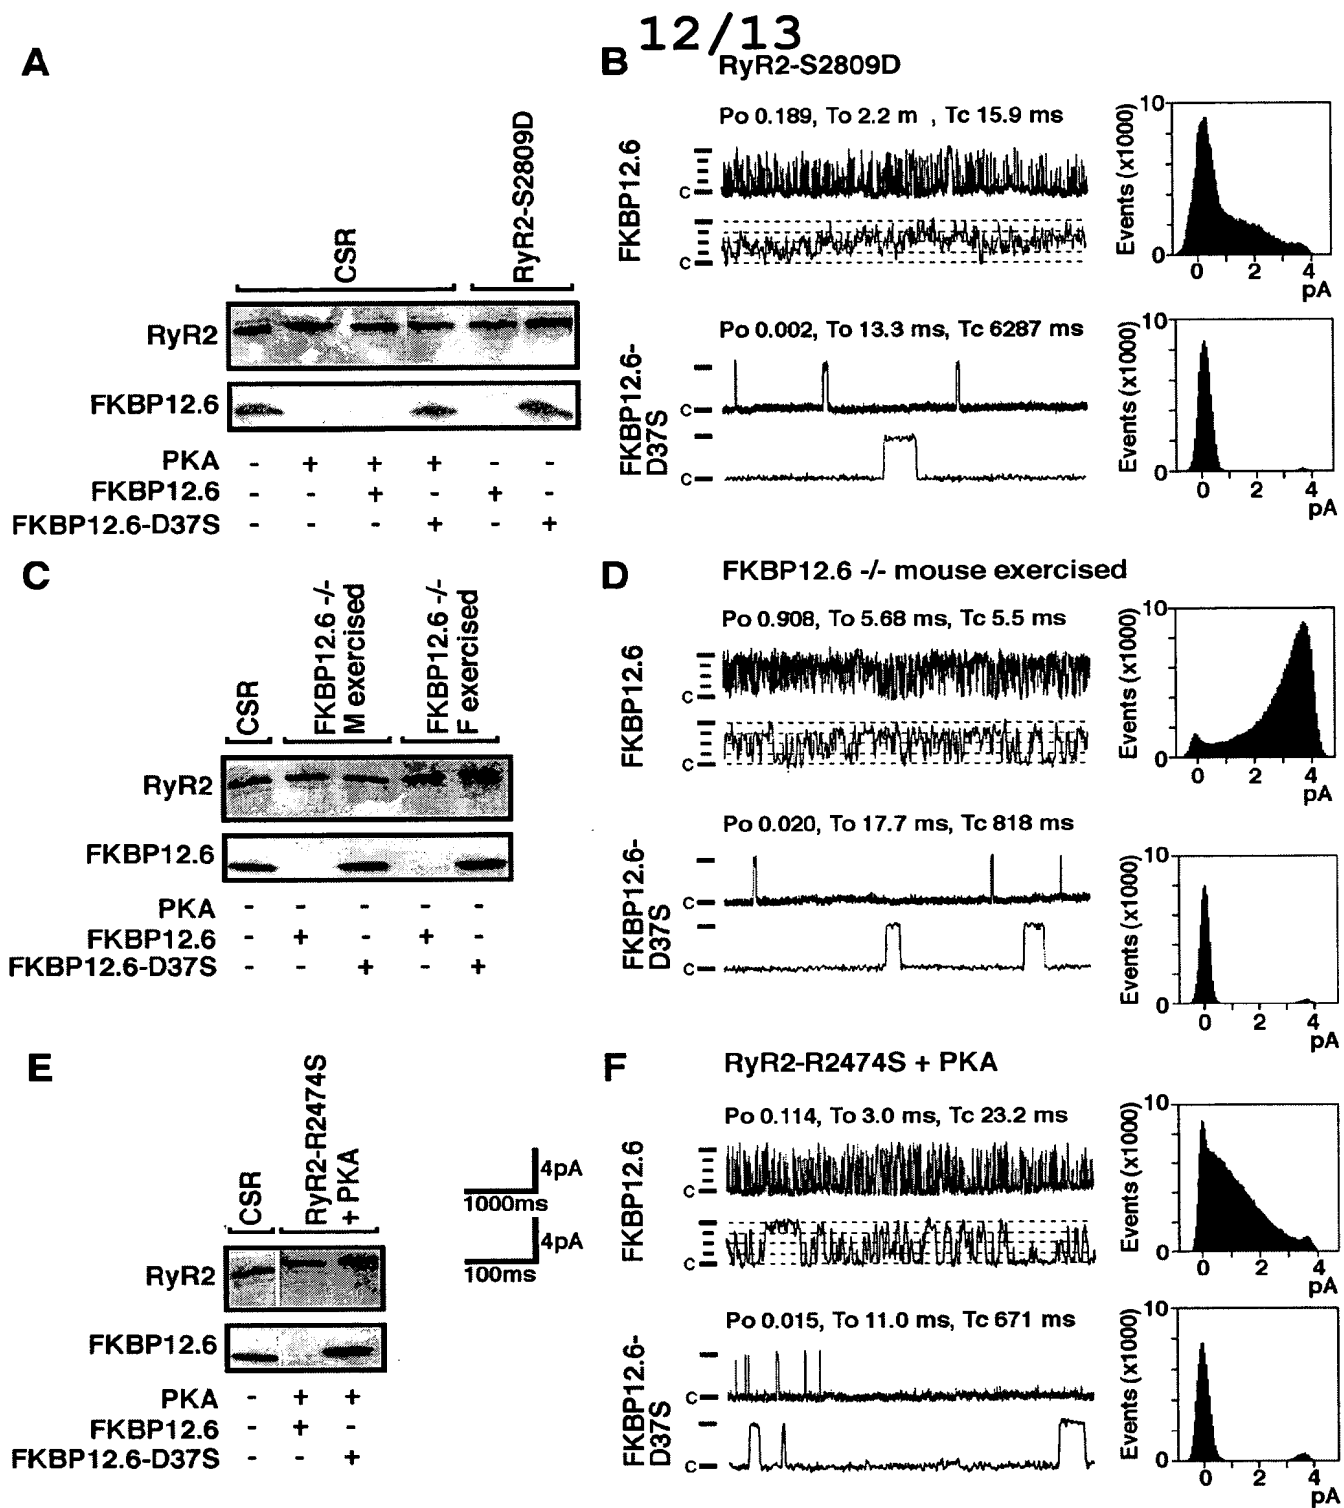 12/13
A
CSR
RyR2-S2809D
RyR2
FKBP12.6
PKA - + + + - -
FKBP12.6 - - + - + -
FKBP12.6-D37S - - - + - +
B
RyR2-S2809D
FKBP12.6
Po 0.189, To 2.2 m , Tc 15.9 ms
C
C
Events (x1000)
10
0
0 2 4
pA
FKBP12.6-
D37S
Po 0.002, To 13.3 ms, Tc 6287 ms
C
C
Events (x1000)
10
0
0 2 4
pA
C
CSR
FKBP12.6 -/-
M exercised
FKBP12.6 -/-
F exercised
RyR2
FKBP12.6
PKA - - - - -
FKBP12.6 - + - + -
FKBP12.6-D37S - - + - +
D
FKBP12.6 -/- mouse exercised
FKBP12.6
Po 0.908, To 5.68 ms, Tc 5.5 ms
C
C
Events (x1000)
10
0
0 2 4
pA
FKBP12.6-
D37S
Po 0.020, To 17.7 ms, Tc 818 ms
C
C
Events (x1000)
10
0
0 2 4
pA
E
CSR
RyR2-R2474S
+ PKA
RyR2
FKBP12.6
PKA - + +
FKBP12.6 - + -
FKBP12.6-D37S - - +
4pA
1000ms
4pA
100ms
F
RyR2-R2474S + PKA
FKBP12.6
Po 0.114, To 3.0 ms, Tc 23.2 ms
C
C
Events (x1000)
10
0
0 2 4
pA
FKBP12.6-
D37S
Po 0.015, To 11.0 ms, Tc 671 ms
C
C
Events (x1000)
10
0
0 2 4
pA